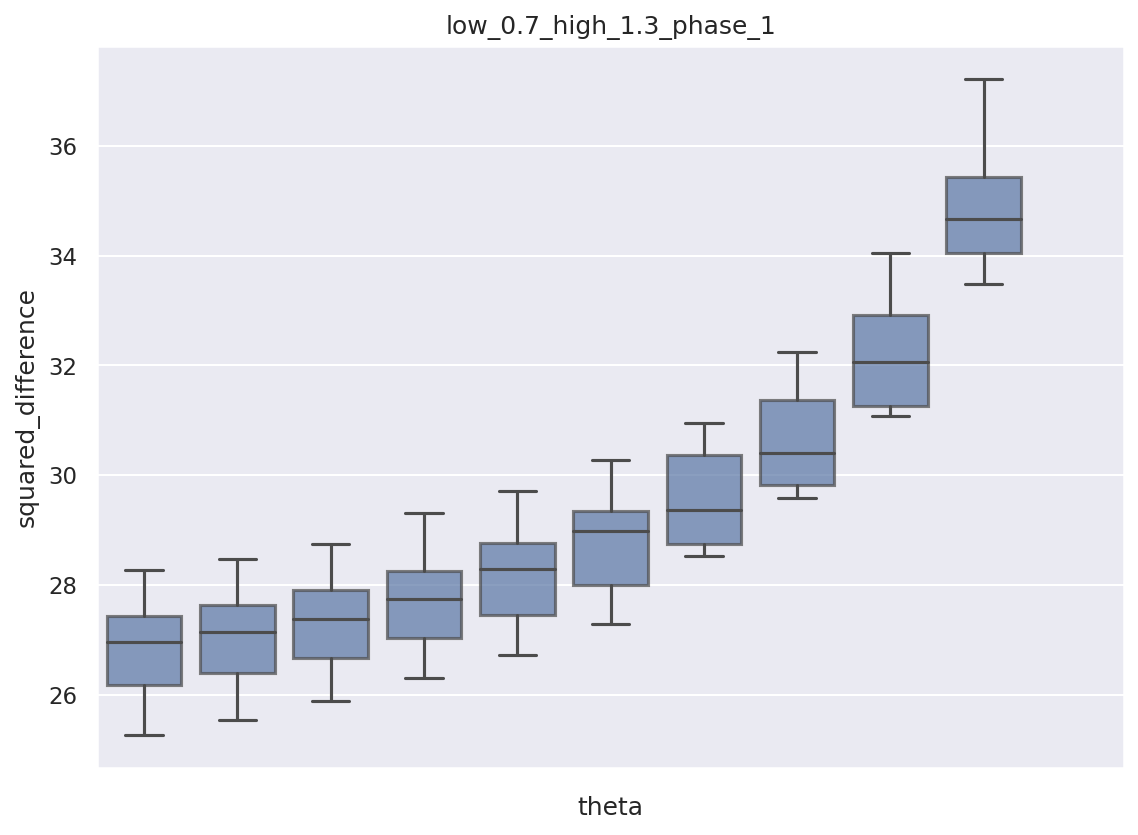 low_0.7_high_1.3_phase_1
squared_difference
36
34
32
30
28
26
theta